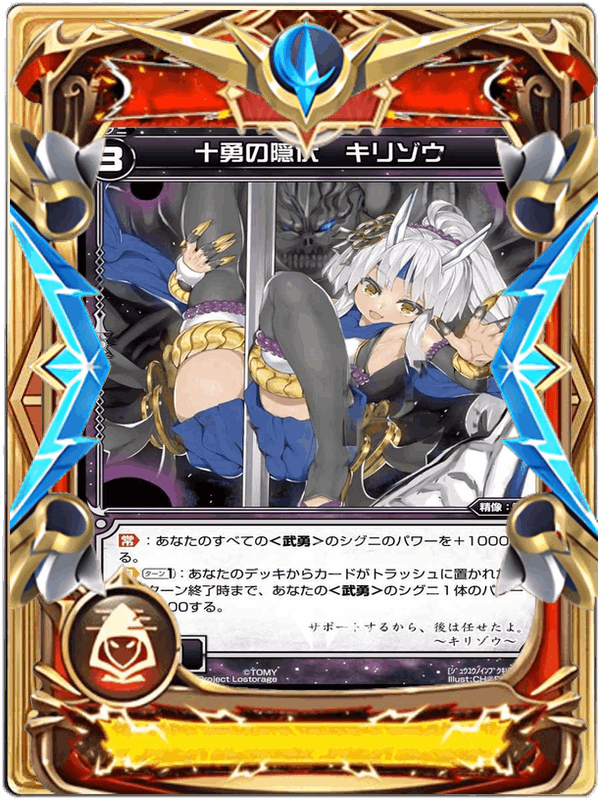 3
十勇の隠伏 キリゾウ
精像:
常:あなたのすべての<武勇>のシグニのパワーを+1000
る。
ターン1:あなたのデッキからカードがトラッシュに置かれた
ターン終了時まで、あなたの<武勇>のシグニ1体のパワー
00する。
サポートするから、後は任せたよ。
~キリゾウ~
©TOMY
Project Lostorage
Illust:CH@R